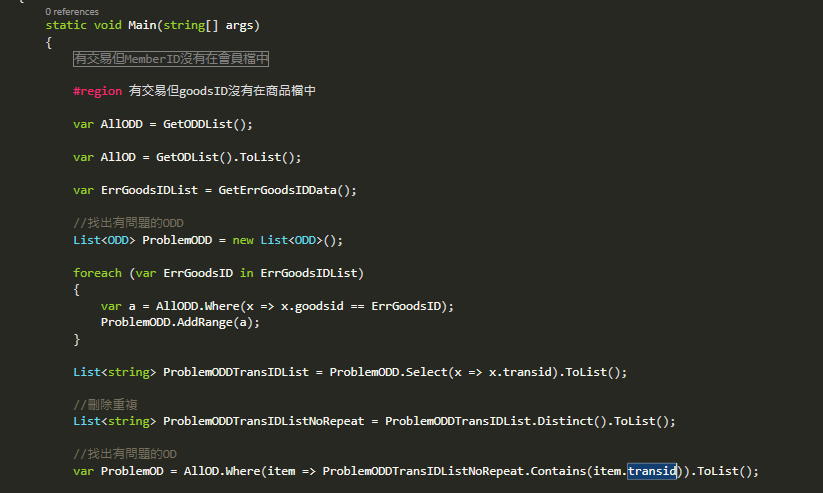 0 references
static void Main(string[] args)
{
有交易但MemberID沒有在會員檔中
#region 有交易但goodsID沒有在商品檔中
var AllODD = GetODDList();
var AllOD = GetODList().ToList();
var ErrGoodsIDList = GetErrGoodsIDData();
//找出有問題的ODD
List<ODD> ProblemODD = new List<ODD>();
foreach (var ErrGoodsID in ErrGoodsIDList)
{
var a = AllODD.Where(x => x.goodsid == ErrGoodsID);
ProblemODD.AddRange(a);
}
List<string> ProblemODDTransIDList = ProblemODD.Select(x => x.transid).ToList();
//刪除重複
List<string> ProblemODDTransIDListNoRepeat = ProblemODDTransIDList.Distinct().ToList();
//找出有問題的OD
var ProblemOD = AllOD.Where(item => ProblemODDTransIDListNoRepeat.Contains(item.transid)).ToList();